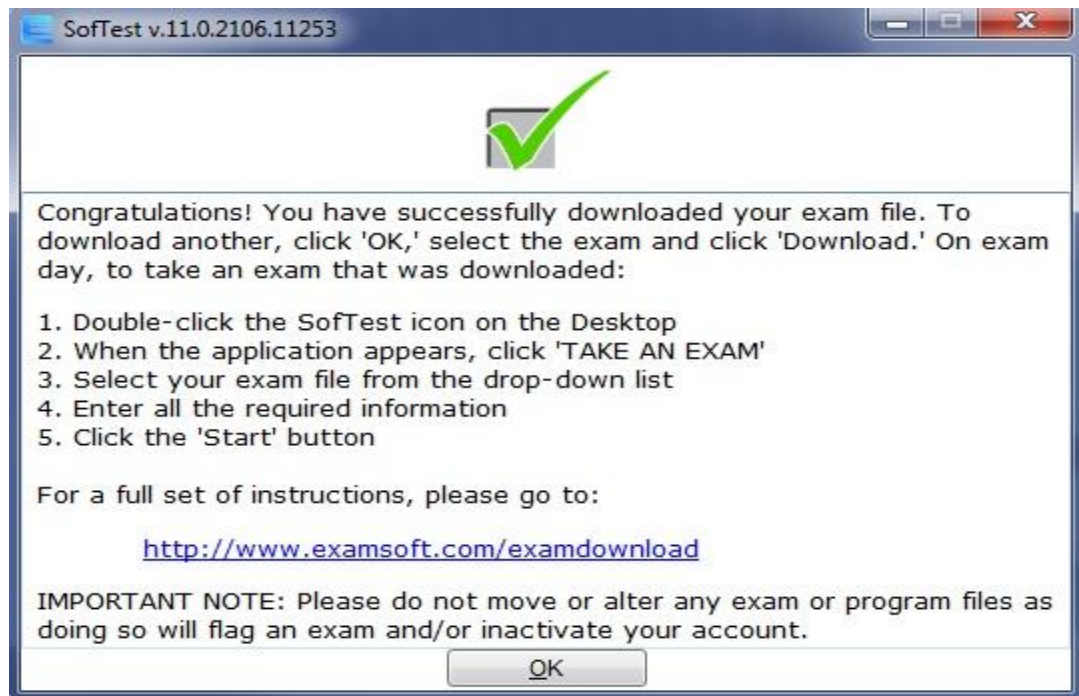 SofTest v.11.0.2106.11253
Congratulations! You have successfully downloaded your exam file. To
download another, click 'OK,' select the exam and click 'Download.' On exam
day, to take an exam that was downloaded:
1. Double-click the SofTest icon on the Desktop
2. When the application appears, click 'TAKE AN EXAM'
3. Select your exam file from the drop-down list
4. Enter all the required information
5. Click the 'Start' button
For a full set of instructions, please go to:
http://www.examsoft.com/examdownload
IMPORTANT NOTE: Please do not move or alter any exam or program files as
doing so will flag an exam and/or inactivate your account.
OK